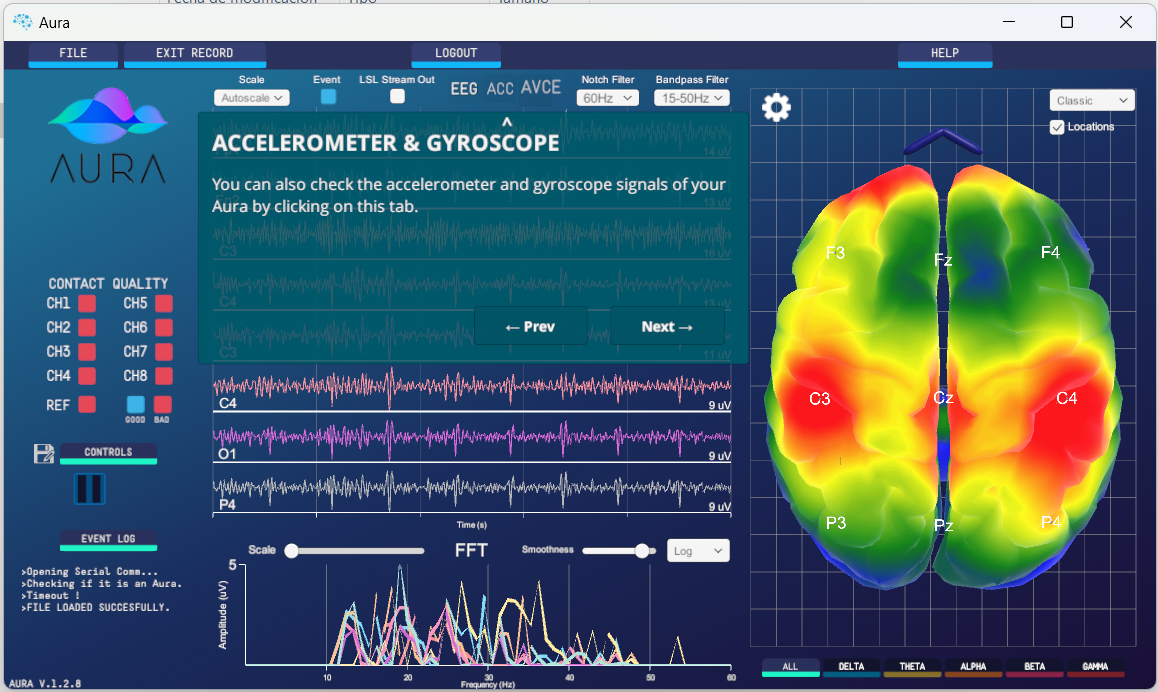 Fecha de modificación Tipo Tamaño
Aura
FILE EXIT RECORD LOGOUT HELP
Scale Event LSL Stream Out EEG ACC AVCE Notch Filter Bandpass Filter
Autoscale 60Hz 15-50Hz
Classic
Locations
AURA
^
ACCELEROMETER & GYROSCOPE
14 uV
You can also check the accelerometer and gyroscope signals of your
Aura by clicking on this tab.
13 uV
C3
16 uV
C4
13 uV
← Prev Next →
C3
11 uV
CONTACT QUALITY
CH1 CH5
CH2 CH6
CH3 CH7
CH4 CH8
REF
GOOD BAD
C4 9 uV
O1 9 uV
P4 9 uV
Time (s)
CONTROLS
EVENT LOG
>Opening Serial Comm...
>Checking if it is an Aura.
>Timeout !
>FILE LOADED SUCCESFULLY.
Scale FFT Smoothness Log
5
Amplitude (uV)
10 20 30 40 50 60
Frequency (Hz)
F3 Fz F4
C3 Cz C4
P3 Pz P4
ALL DELTA THETA ALPHA BETA GAMMA
AURA V.1.2.8